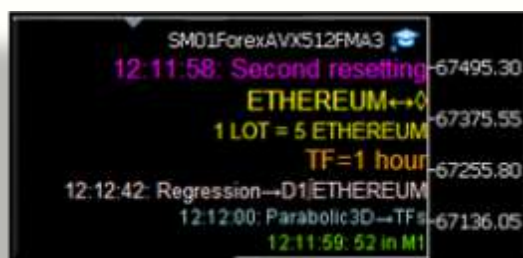 SM01ForexAVX512FMA3
12:11:58: Second resetting
67495.30
ETHEREUM↔◊
67375.55
1 LOT = 5 ETHEREUM
TF=1 hour
67255.80
12:12:42: Regression→D1|ETHEREUM
12:12:00: Parabolic3D→TFs
67136.05
12:11:59: 52 in M1